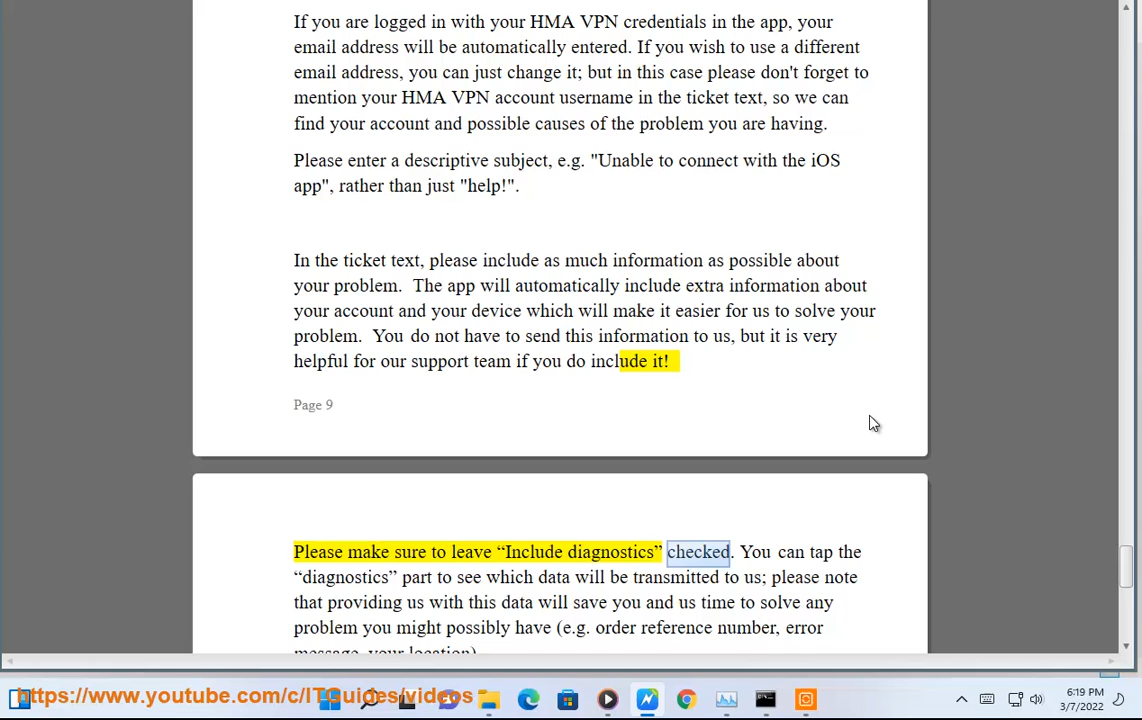 If you are logged in with your HMA VPN credentials in the app, your
email address will be automatically entered. If you wish to use a different
email address, you can just change it; but in this case please don't forget to
mention your HMA VPN account username in the ticket text, so we can
find your account and possible causes of the problem you are having.
Please enter a descriptive subject, e.g. "Unable to connect with the iOS
app", rather than just "help!".
In the ticket text, please include as much information as possible about
your problem. The app will automatically include extra information about
your account and your device which will make it easier for us to solve your
problem. You do not have to send this information to us, but it is very
helpful for our support team if you do include it!
Page 9
Please make sure to leave “Include diagnostics” checked. You can tap the
“diagnostics” part to see which data will be transmitted to us; please note
that providing us with this data will save you and us time to solve any
problem you might possibly have (e.g. order reference number, error
message, your location)
https://www.youtube.com/c/ITGuides/videos
6:19 PM
3/7/2022